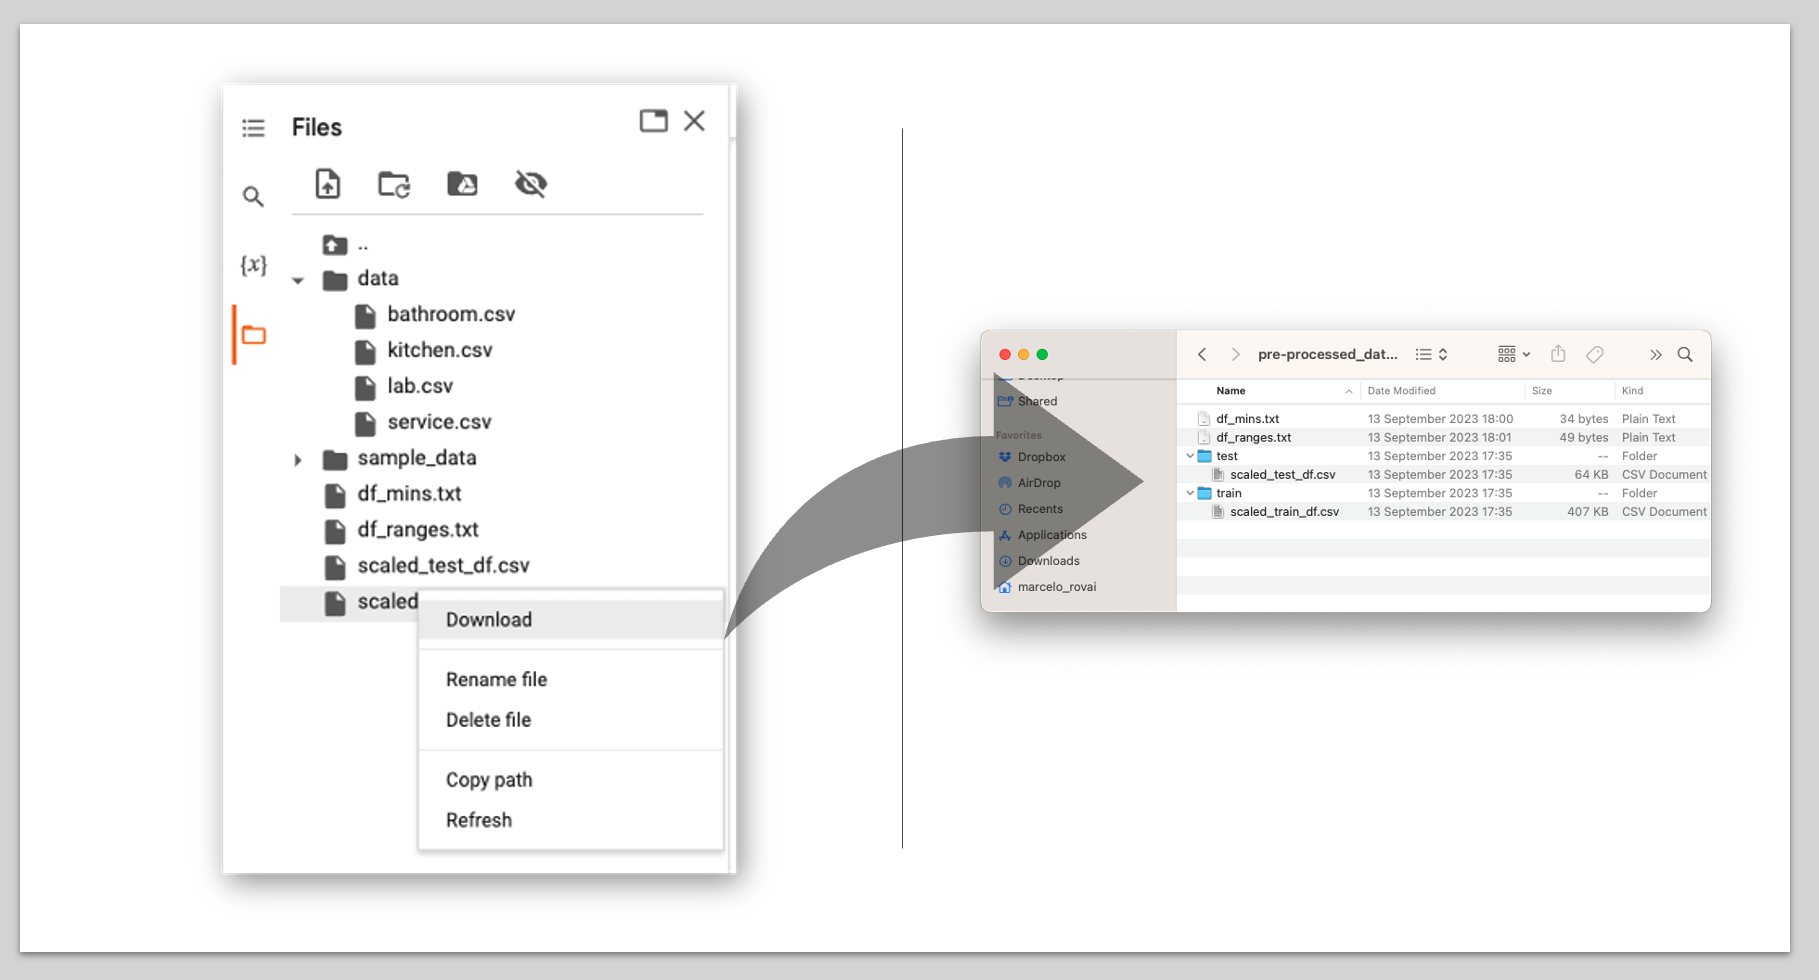 Files
{x}
..
data
bathroom.csv
kitchen.csv
lab.csv
service.csv
sample_data
df_mins.txt
df_ranges.txt
scaled_test_df.csv
scaled
Download
Rename file
Delete file
Copy path
Refresh
pre-processed_dat...
Desktop
Shared
Favorites
Dropbox
AirDrop
Recents
Applications
Downloads
marcelo_rovai
Name Date Modified Size Kind
df_mins.txt 13 September 2023 18:00 34 bytes Plain Text
df_ranges.txt 13 September 2023 18:01 49 bytes Plain Text
test 13 September 2023 17:35 -- Folder
scaled_test_df.csv 13 September 2023 17:35 64 KB CSV Document
train 13 September 2023 17:35 -- Folder
scaled_train_df.csv 13 September 2023 17:35 407 KB CSV Document